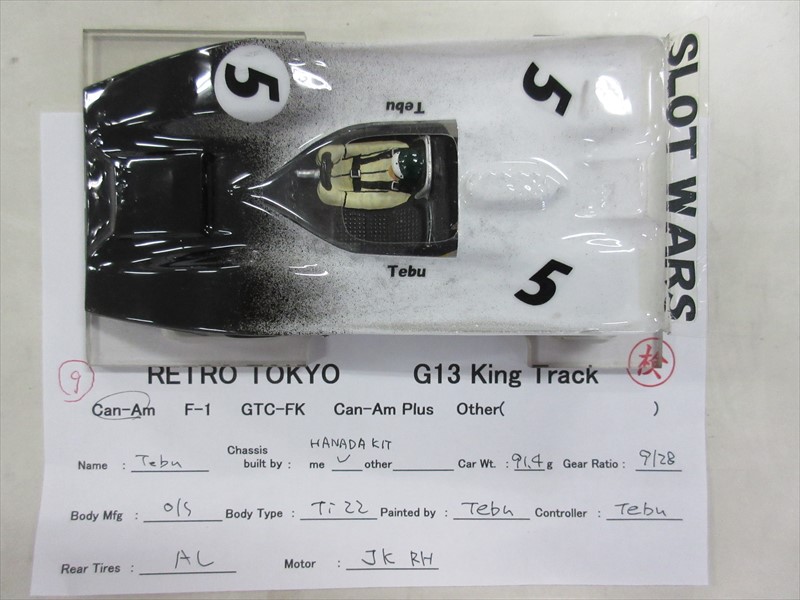 5
5
Tebu
Tebu
5
SLOT WARS
9
RETRO TOKYO G13 King Track
検
Can-Am F-1 GTC-FK Can-Am Plus Other( )
Name : Tebu Chassis built by : HANADA KIT me other Car Wt. : 91.4 g Gear Ratio : 9/28
Body Mfg : O/S Body Type : Ti 22 Painted by : Tebu Controller : Tebu
Rear Tires : AL Motor : JK RH